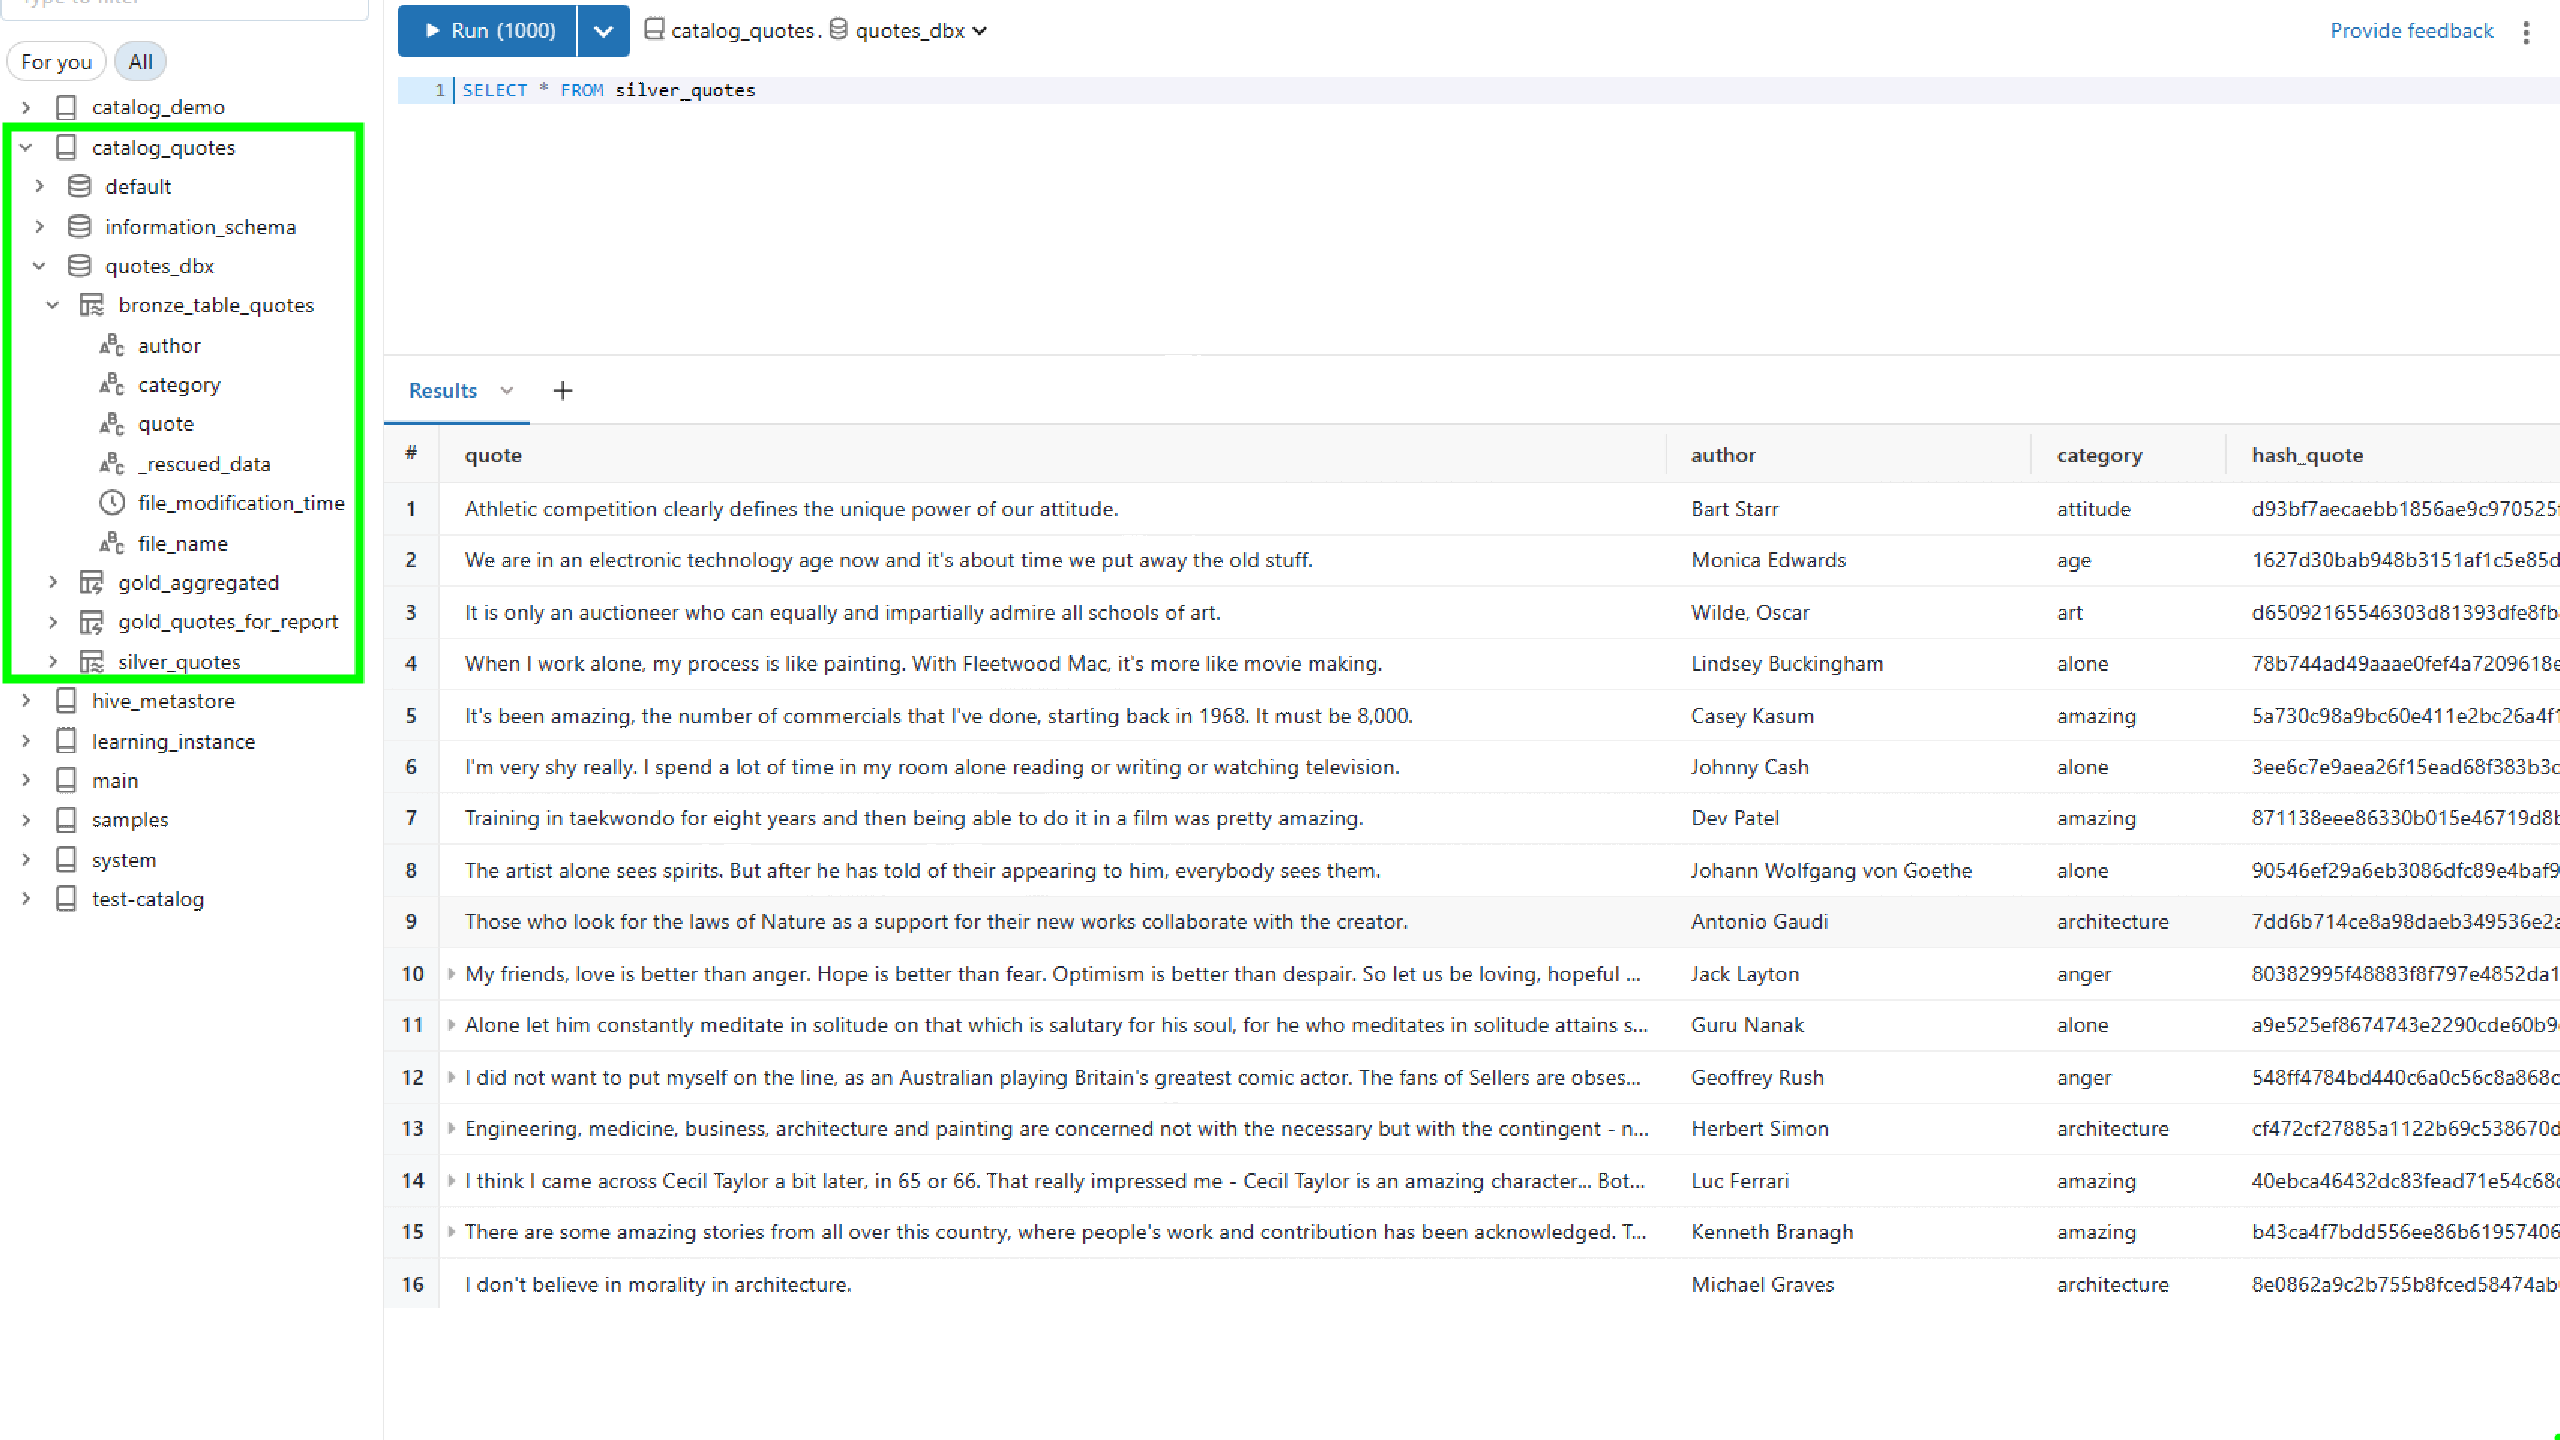 Type to filter
For you All
catalog_demo
catalog_quotes
default
information_schema
quotes_dbx
bronze_table_quotes
author
category
quote
_rescued_data
file_modification_time
file_name
gold_aggregated
gold_quotes_for_report
silver_quotes
hive_metastore
learning_instance
main
samples
system
test-catalog
Run (1000) catalog_quotes. quotes_dbx Provide feedback
1 SELECT * FROM silver_quotes
Results +
# quote author category hash_quote
1 Athletic competition clearly defines the unique power of our attitude. Bart Starr attitude d93bf7aecaebb1856ae9c970525
2 We are in an electronic technology age now and it's about time we put away the old stuff. Monica Edwards age 1627d30bab948b3151af1c5e85d
3 It is only an auctioneer who can equally and impartially admire all schools of art. Wilde, Oscar art d65092165546303d81393dfe8fb
4 When I work alone, my process is like painting. With Fleetwood Mac, it's more like movie making. Lindsey Buckingham alone 78b744ad49aaae0fef4a7209618e
5 It's been amazing, the number of commercials that I've done, starting back in 1968. It must be 8,000. Casey Kasum amazing 5a730c98a9bc60e411e2bc26a4f1
6 I'm very shy really. I spend a lot of time in my room alone reading or writing or watching television. Johnny Cash alone 3ee6c7e9aea26f15ead68f383b3c
7 Training in taekwondo for eight years and then being able to do it in a film was pretty amazing. Dev Patel amazing 871138eee86330b015e46719d8b
8 The artist alone sees spirits. But after he has told of their appearing to him, everybody sees them. Johann Wolfgang von Goethe alone 90546ef29a6eb3086dfc89e4baf9
9 Those who look for the laws of Nature as a support for their new works collaborate with the creator. Antonio Gaudi architecture 7dd6b714ce8a98daeb349536e2a
10 My friends, love is better than anger. Hope is better than fear. Optimism is better than despair. So let us be loving, hopeful ... Jack Layton anger 80382995f48883f8f797e4852da1
11 Alone let him constantly meditate in solitude on that which is salutary for his soul, for he who meditates in solitude attains s... Guru Nanak alone a9e525ef8674743e2290cde60b9
12 I did not want to put myself on the line, as an Australian playing Britain's greatest comic actor. The fans of Sellers are obses... Geoffrey Rush anger 548ff4784bd440c6a0c56c8a868c
13 Engineering, medicine, business, architecture and painting are concerned not with the necessary but with the contingent - n... Herbert Simon architecture cf472cf27885a1122b69c538670d
14 I think I came across Cecil Taylor a bit later, in 65 or 66. That really impressed me - Cecil Taylor is an amazing character... Bot... Luc Ferrari amazing 40ebca46432dc83fead71e54c68c
15 There are some amazing stories from all over this country, where people's work and contribution has been acknowledged. T... Kenneth Branagh amazing b43ca4f7bdd556ee86b61957406
16 I don't believe in morality in architecture. Michael Graves architecture 8e0862a9c2b755b8fced58474ab